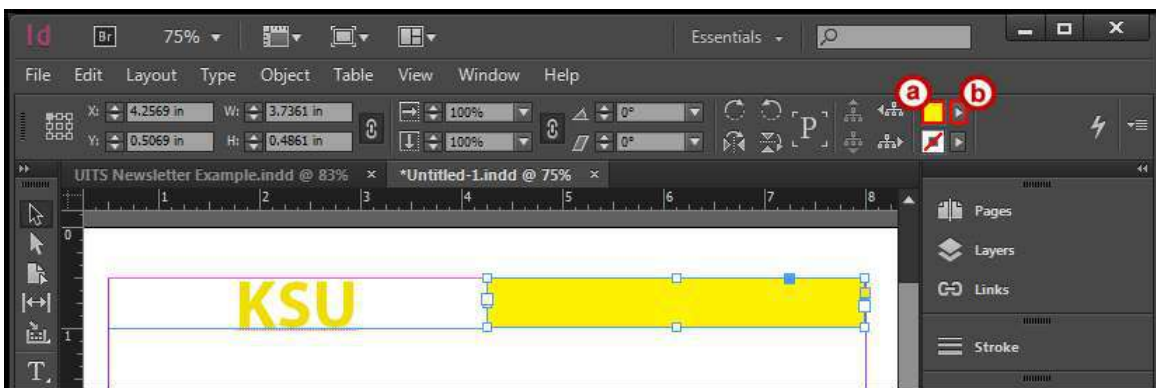 Id Br 75% Essentials
File Edit Layout Type Object Table View Window Help
a b
X: 4.2569 in W: 3.7361 in 100% 0° P
Y: 0.5069 in H: 0.4861 in 100% 0°
UITS Newsletter Example.indd @ 83% × *Untitled-1.indd @ 75% ×
1 2 3 4 5 6 7 8
0
Pages
Layers
KSU
Links
1
Stroke
T